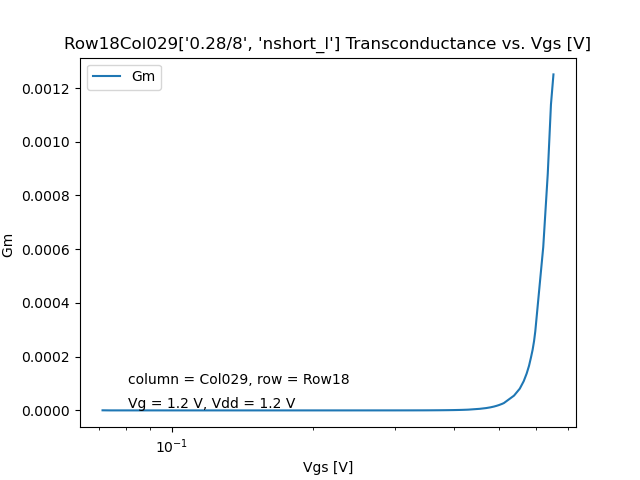 Row18Col029['0.28/8', 'nshort_l'] Transconductance vs. Vgs [V]
Gm
0.0012
0.0010
0.0008
0.0006
0.0004
0.0002
0.0000
Gm
column = Col029, row = Row18
Vg = 1.2 V, Vdd = 1.2 V
10⁻¹
Vgs [V]